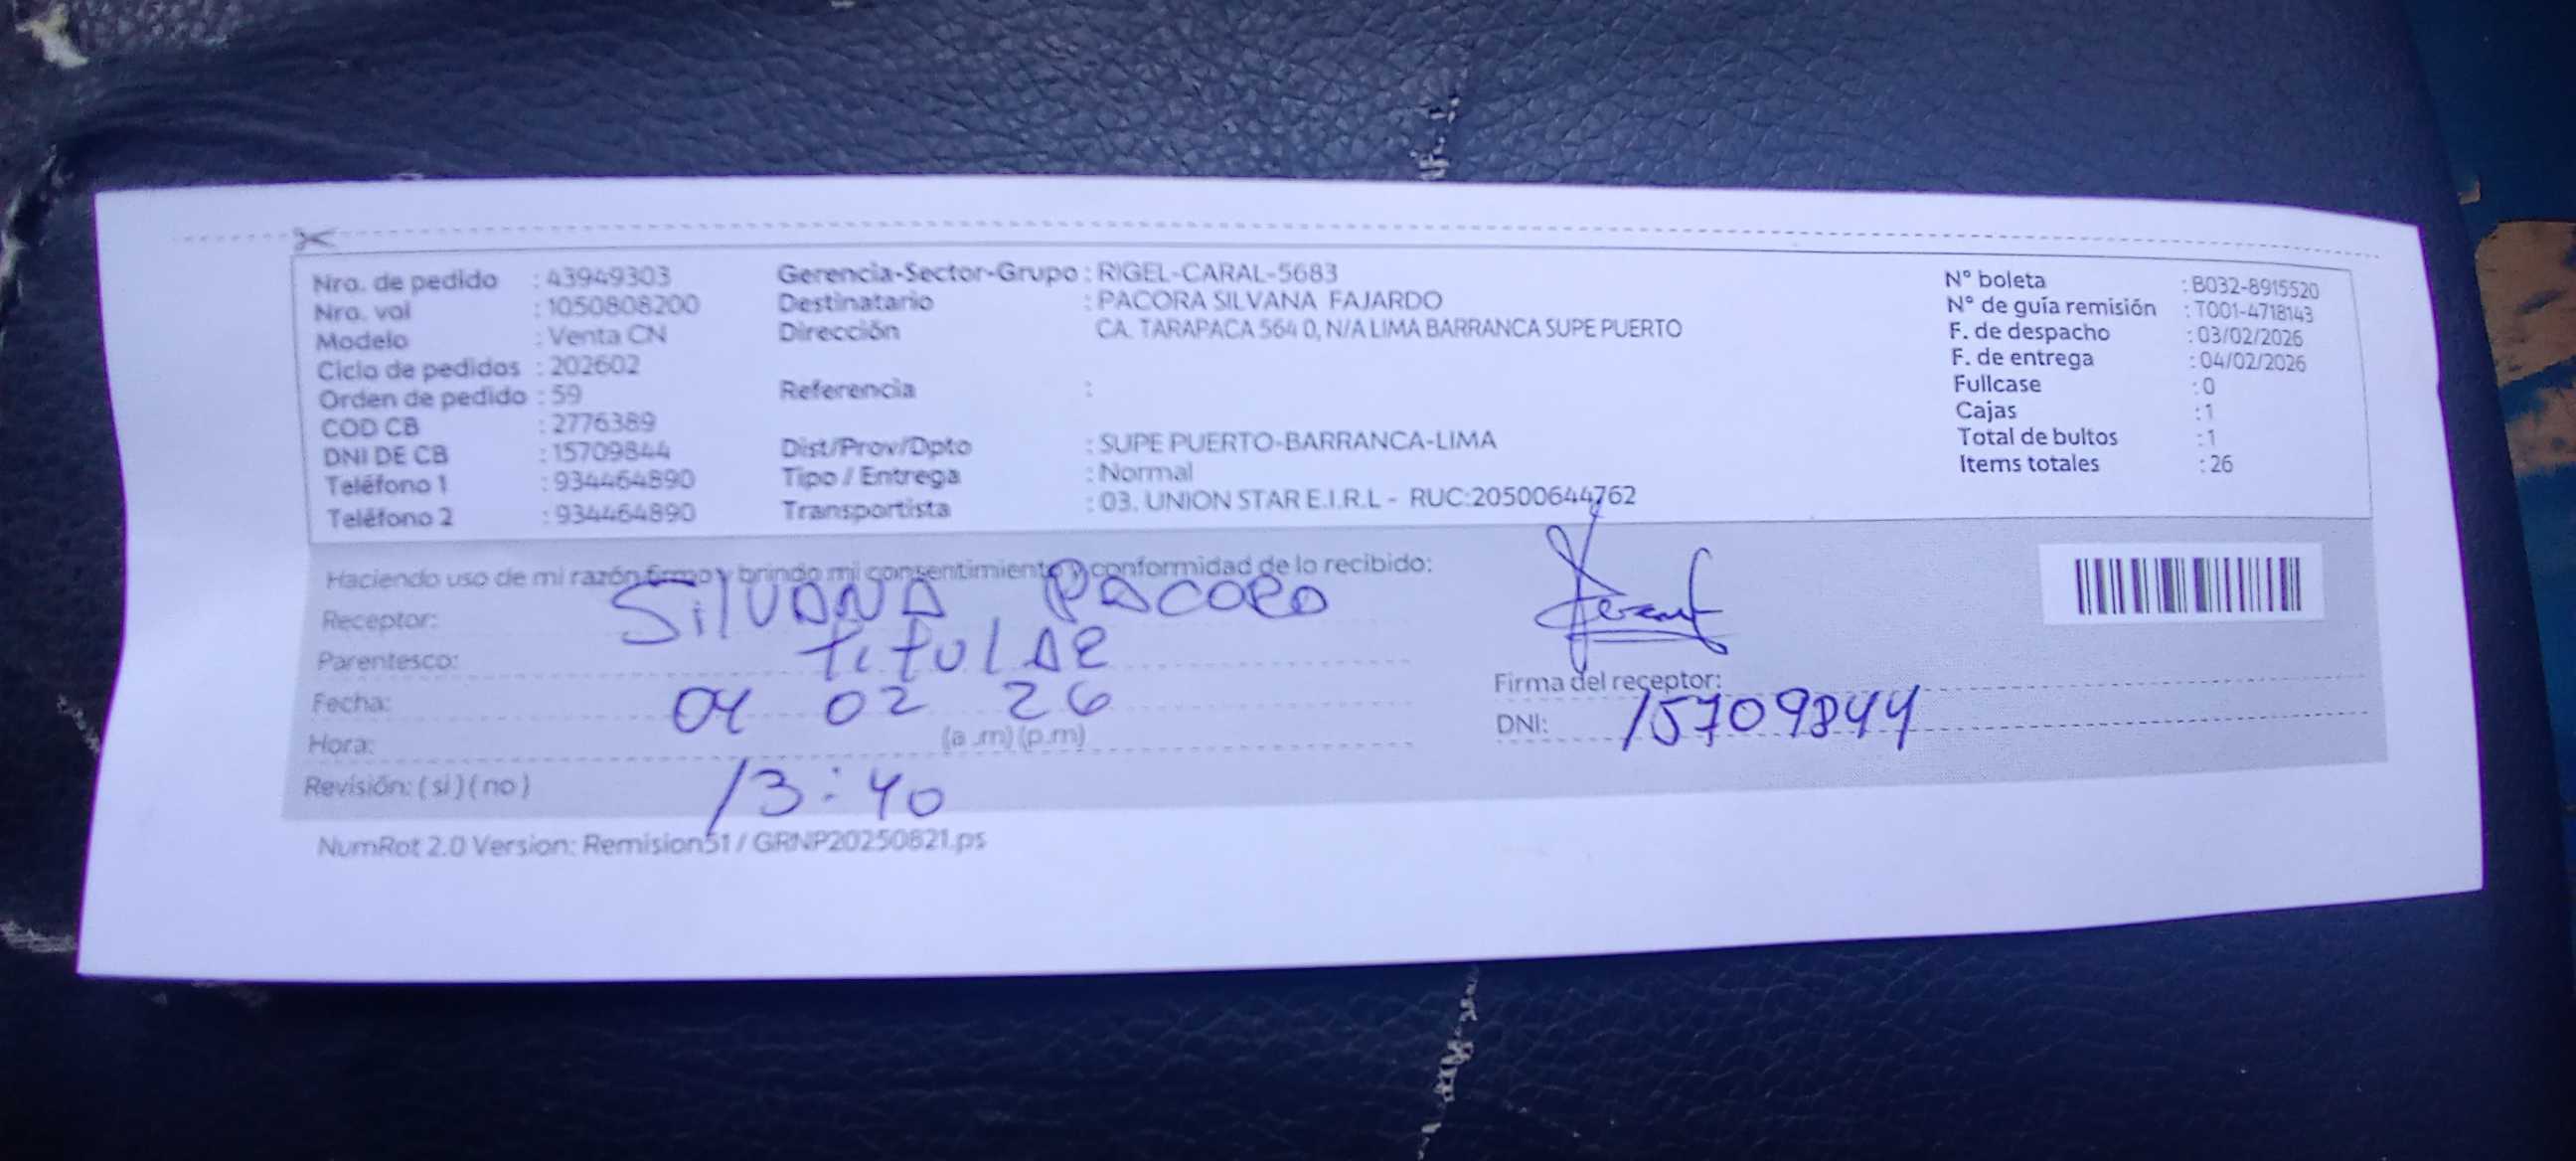 Nro. de pedido : 43949303
Nro. val : 1050808200
Modelo : Venta CN
Ciclo de pedidos : 202602
Orden de pedido : 59
COD CB : 2776389
DNI DE CB : 15709844
Teléfono 1 : 934464890
Teléfono 2 : 934464890
Gerencia-Sector-Grupo : RIGEL-CARAL-5683
Destinatario : PACORA SILVANA FAJARDO
Dirección CA. TARAPACA 564 0, N/A LIMA BARRANCA SUPE PUERTO
Referencia :
Dist/Prov/Dpto : SUPE PUERTO-BARRANCA-LIMA
Tipo / Entrega : Normal
Transportista : 03. UNION STAR E.I.R.L - RUC:20500644762
N° boleta : B032-8915520
N° de guía remisión : T001-4718143
F. de despacho : 03/02/2026
F. de entrega : 04/02/2026
Fullcase : 0
Cajas : 1
Total de bultos : 1
Items totales : 26
Haciendo uso de mi razón firmo y brindo mi consentimiento y conformidad de lo recibido:
Receptor: SilVANA PACORA
Parentesco: TitulAR
Fecha: 04 02 26
Hora: (a .m) (p.m)
Revisión: ( si ) ( no ) 13:40
Firma del receptor:
DNI: 15709844
NumRot 2.0 Version: Remision51 / GRNP20250821.ps